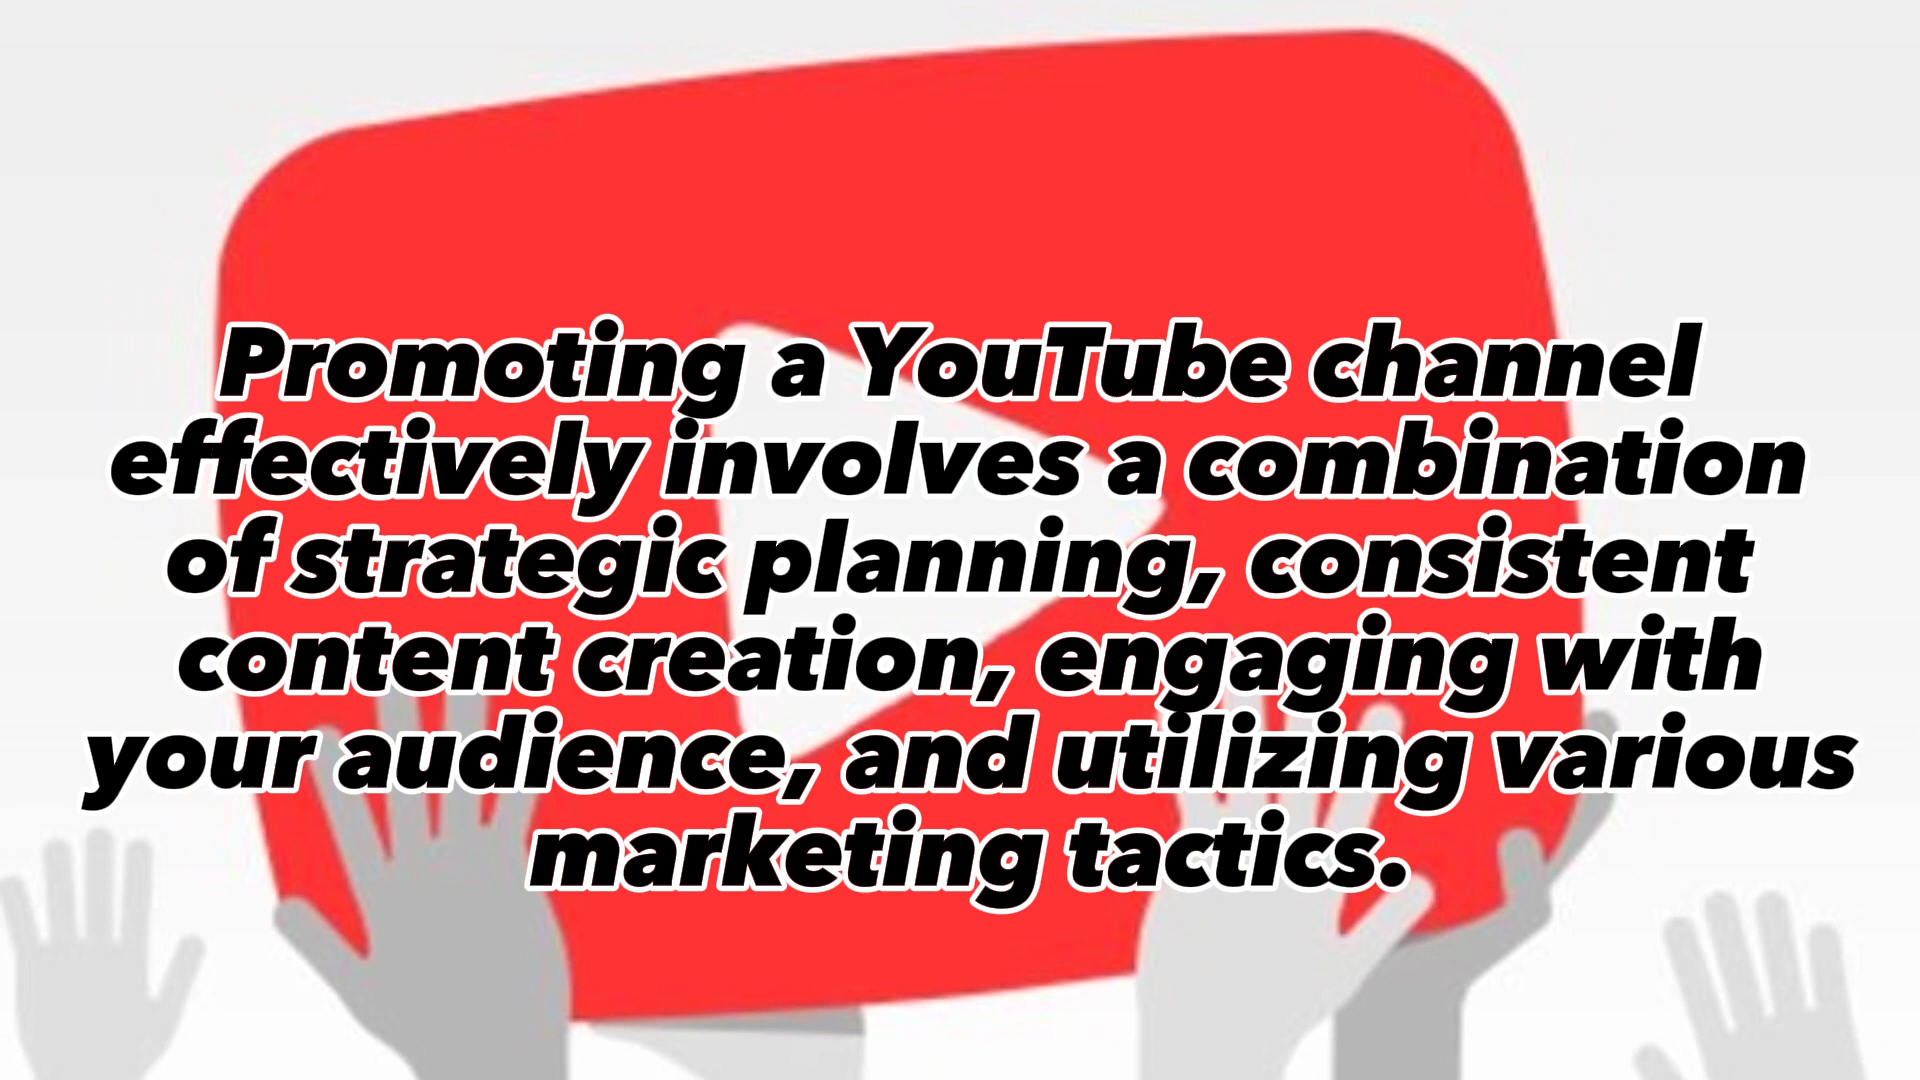 Promoting a YouTube channel
effectively involves a combination
of strategic planning, consistent
content creation, engaging with
your audience, and utilizing various
marketing tactics.